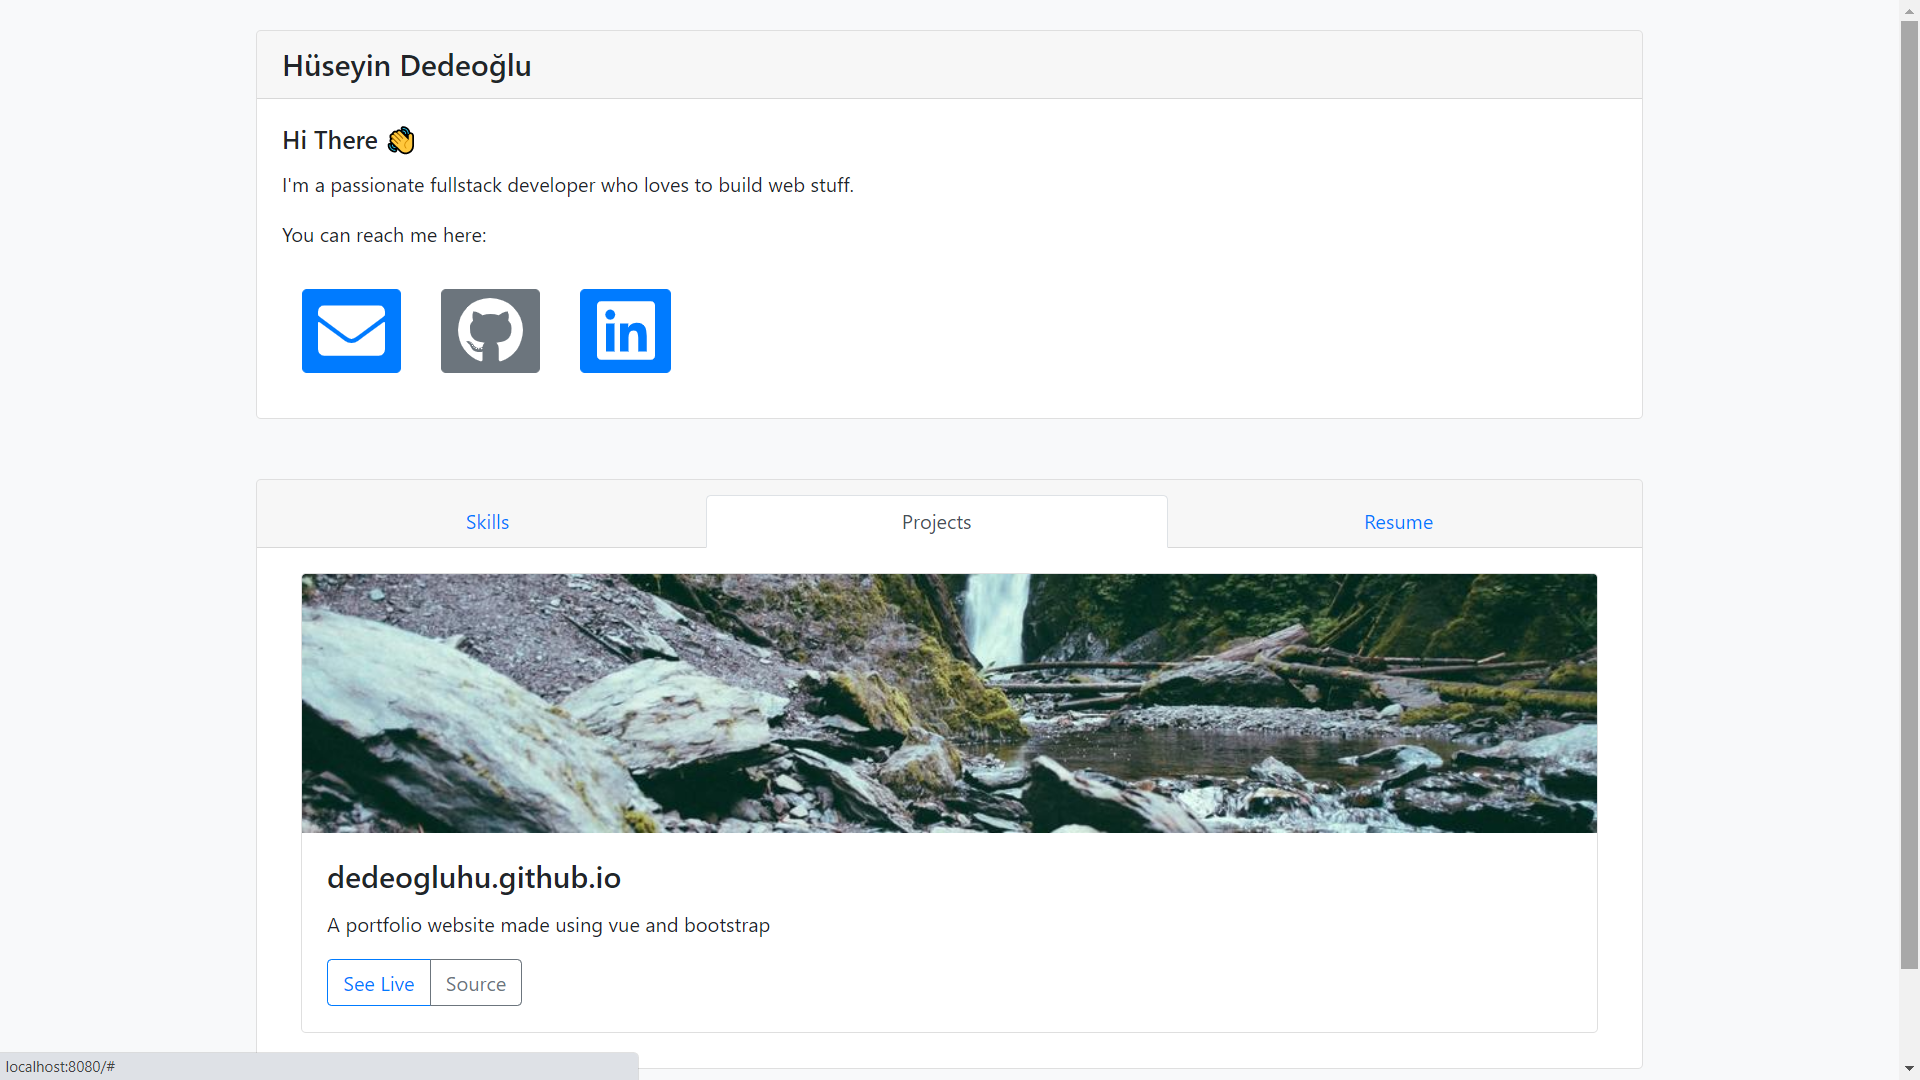 Hüseyin Dedeoğlu
Hi There 👋
I'm a passionate fullstack developer who loves to build web stuff.
You can reach me here:
in
Skills
Projects
Resume
dedeogluhu.github.io
A portfolio website made using vue and bootstrap
See Live
Source
localhost:8080/#